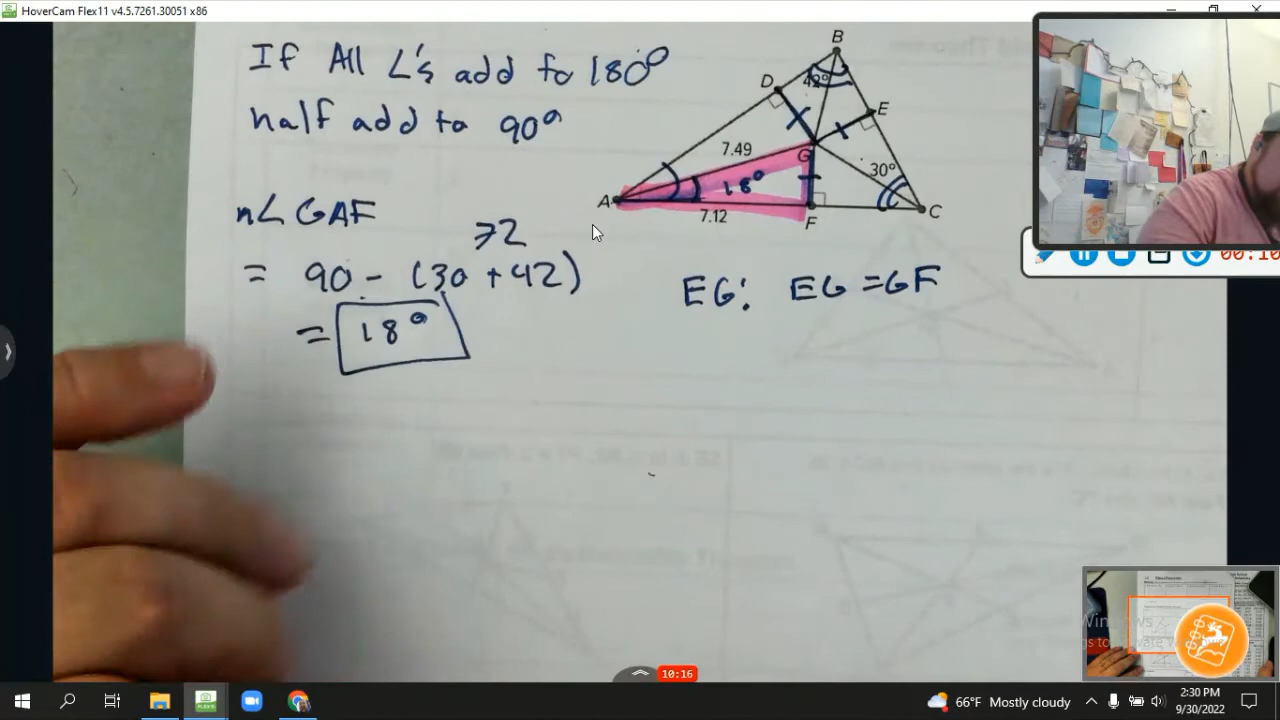 HoverCam Flex11 v4.5.7261.30051 x86
If All ∠'s add to 180°
half add to 90°
B
D
42°
E
7.49
G
18°
30°
A
7.12
F
C
m∠ GAF
72
= 90 - (30 + 42)
= 18°
EG: EG = GF
00:10
10:16
66°F Mostly cloudy
2:30 PM
9/30/2022